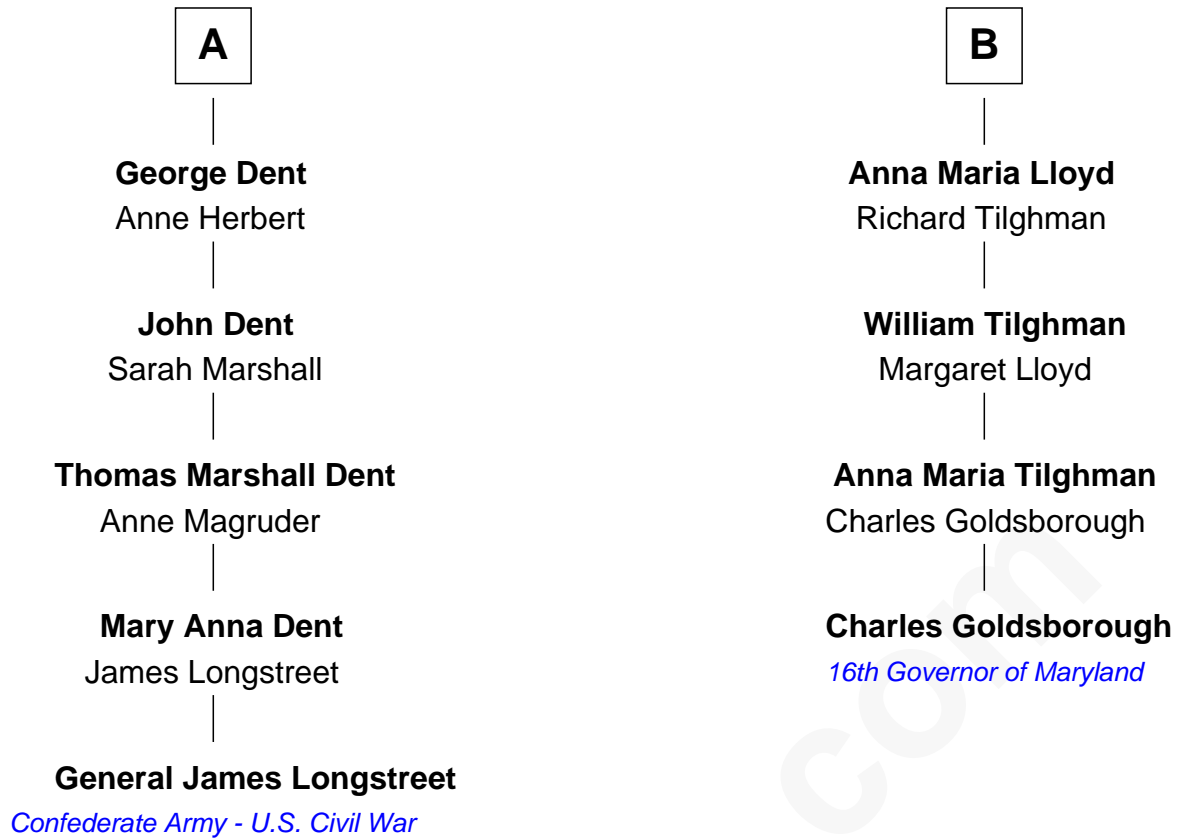 A
George Dent
Anne Herbert
John Dent
Sarah Marshall
Thomas Marshall Dent
Anne Magruder
Mary Anna Dent
James Longstreet
General James Longstreet
Confederate Army - U.S. Civil War
B
Anna Maria Lloyd
Richard Tilghman
William Tilghman
Margaret Lloyd
Anna Maria Tilghman
Charles Goldsborough
Charles Goldsborough
16th Governor of Maryland
com